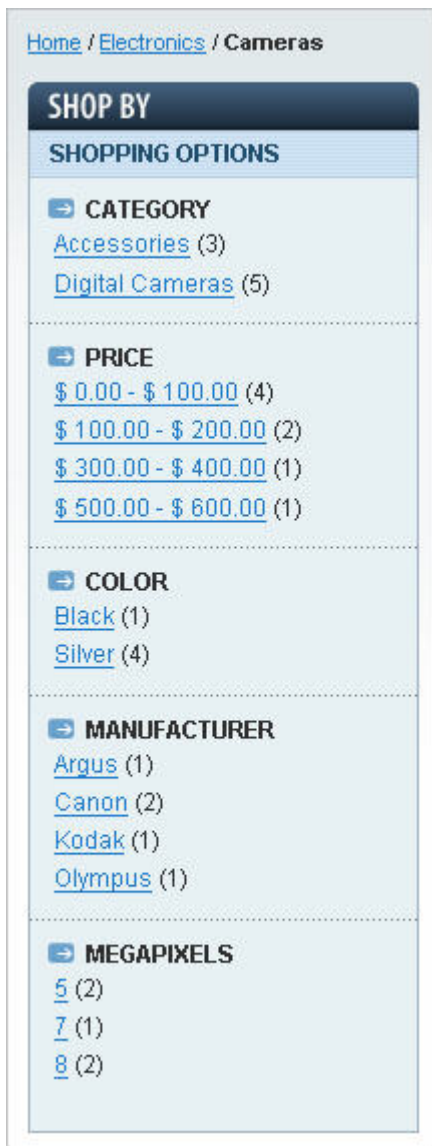 Home / Electronics / Cameras
SHOP BY
SHOPPING OPTIONS
CATEGORY
Accessories (3)
Digital Cameras (5)
PRICE
$ 0.00 - $ 100.00 (4)
$ 100.00 - $ 200.00 (2)
$ 300.00 - $ 400.00 (1)
$ 500.00 - $ 600.00 (1)
COLOR
Black (1)
Silver (4)
MANUFACTURER
Argus (1)
Canon (2)
Kodak (1)
Olympus (1)
MEGAPIXELS
5 (2)
7 (1)
8 (2)